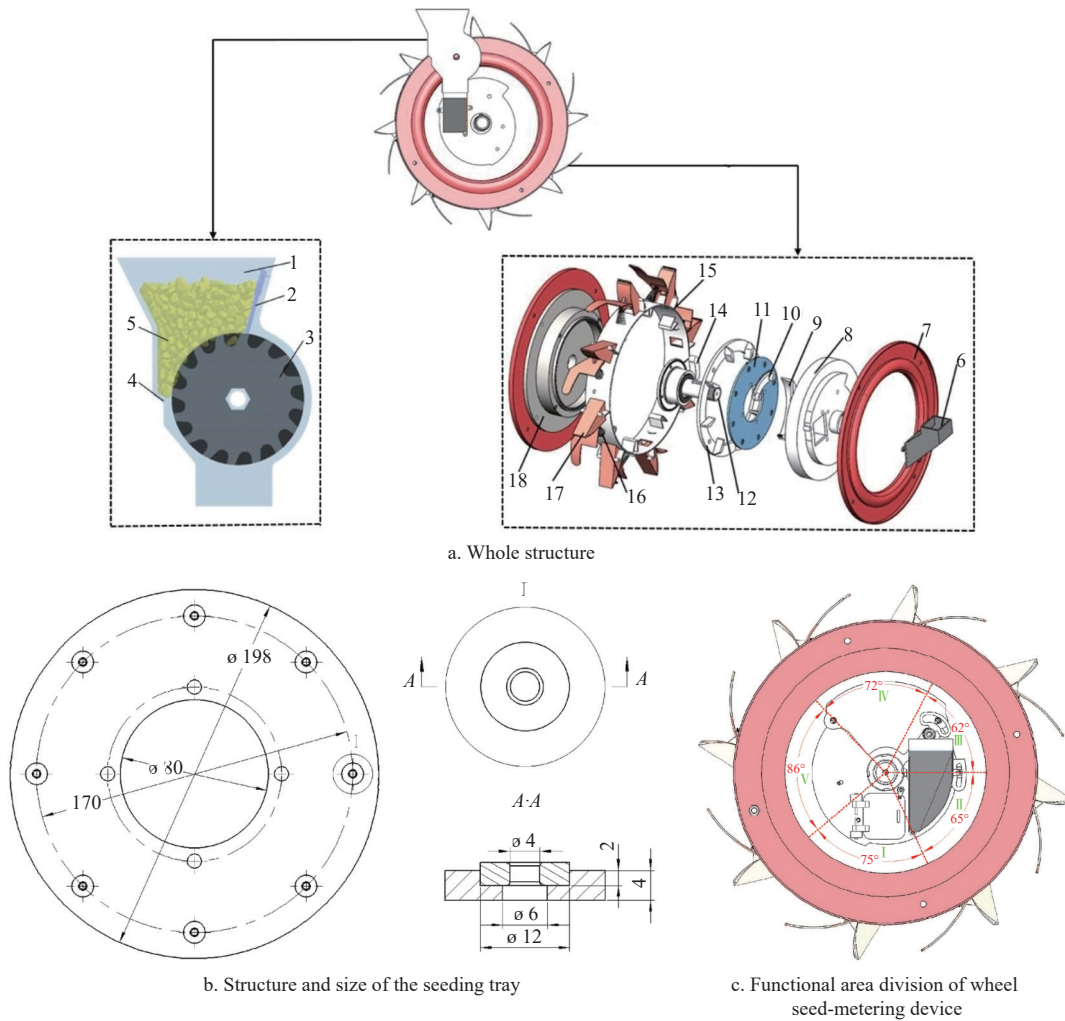 1
2
3
4
5
6
7
8
9
10
11
12
13
14
15
16
17
18
a. Whole structure
ø 198
ø 80
170
I
I
A
A
A-A
ø 4
2
4
ø 6
ø 12
b. Structure and size of the seeding tray
72°
Ⅳ
62°
Ⅲ
86°
Ⅴ
Ⅱ
65°
Ⅰ
75°
c. Functional area division of wheel
seed-metering device